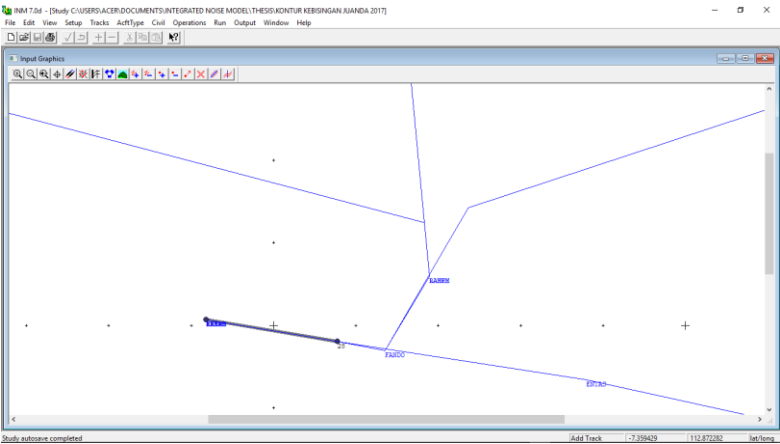 INM 7.0d - [Study C:\USERS\ACER\DOCUMENTS\INTEGRATED NOISE MODEL\THESIS\KONTUR KEBISINGAN JUANDA 2017]
File Edit View Setup Tracks AcftType Civil Operations Run Output Window Help
Input Graphics
RAMEM
28
FANDO
ENTAS
Study autosave completed
Add Track
-7.359429
112.872282
lat/long